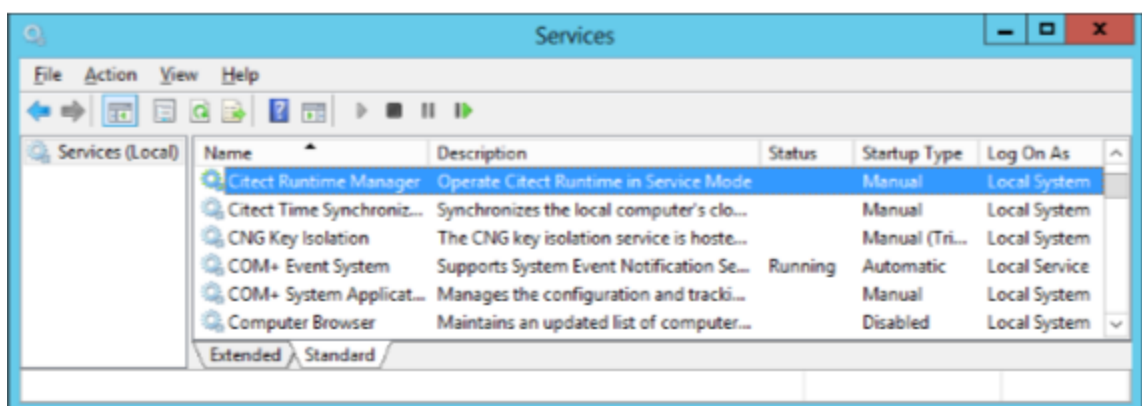 Services
File Action View Help
Services (Local)
Name Description Status Startup Type Log On As
Citect Runtime Manager Operate Citect Runtime in Service Mode Manual Local System
Citect Time Synchroniz... Synchronizes the local computer's clo... Manual Local System
CNG Key Isolation The CNG key isolation service is hoste... Manual (Tri... Local System
COM+ Event System Supports System Event Notification Se... Running Automatic Local Service
COM+ System Applicat... Manages the configuration and tracki... Manual Local System
Computer Browser Maintains an updated list of computer... Disabled Local System
Extended Standard